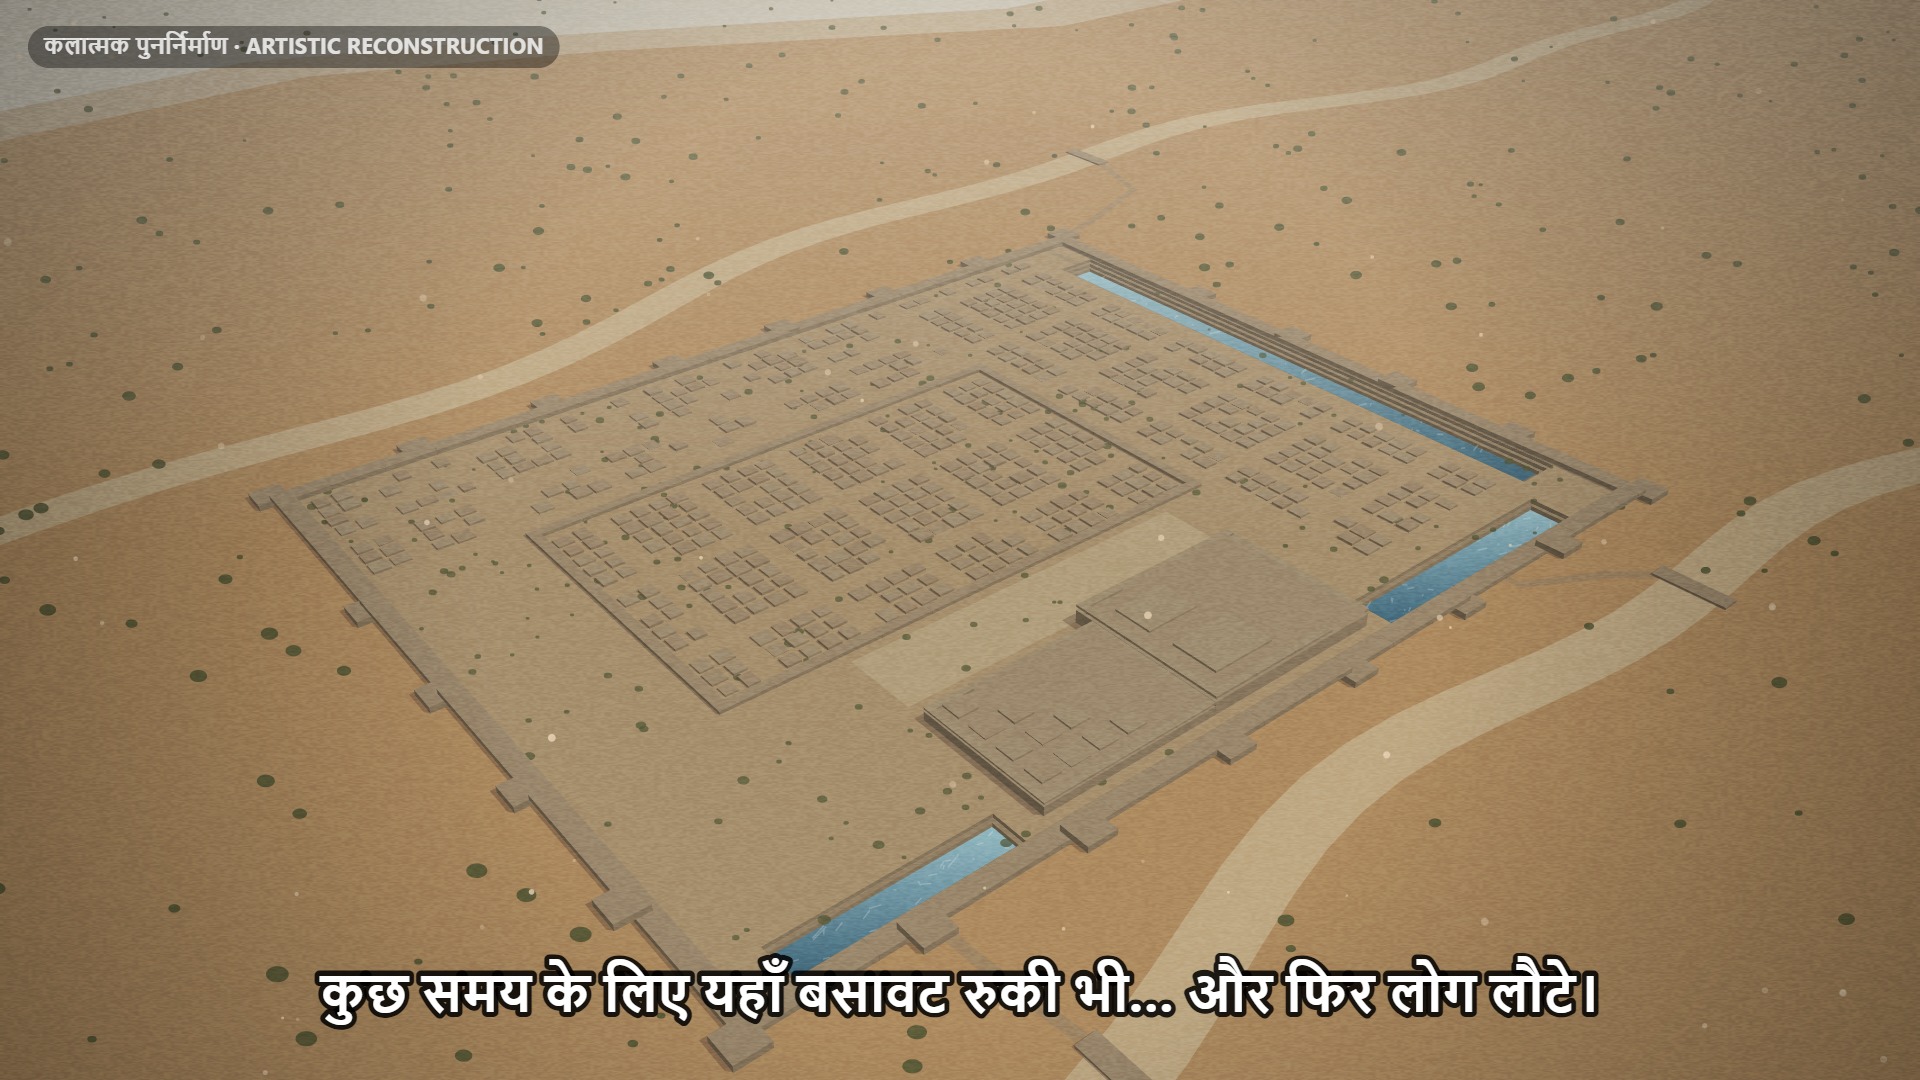 कलात्मक पुनर्निर्माण · ARTISTIC RECONSTRUCTION
कुछ समय के लिए यहाँ बसावट रुकी भी... और फिर लोग लौटे।